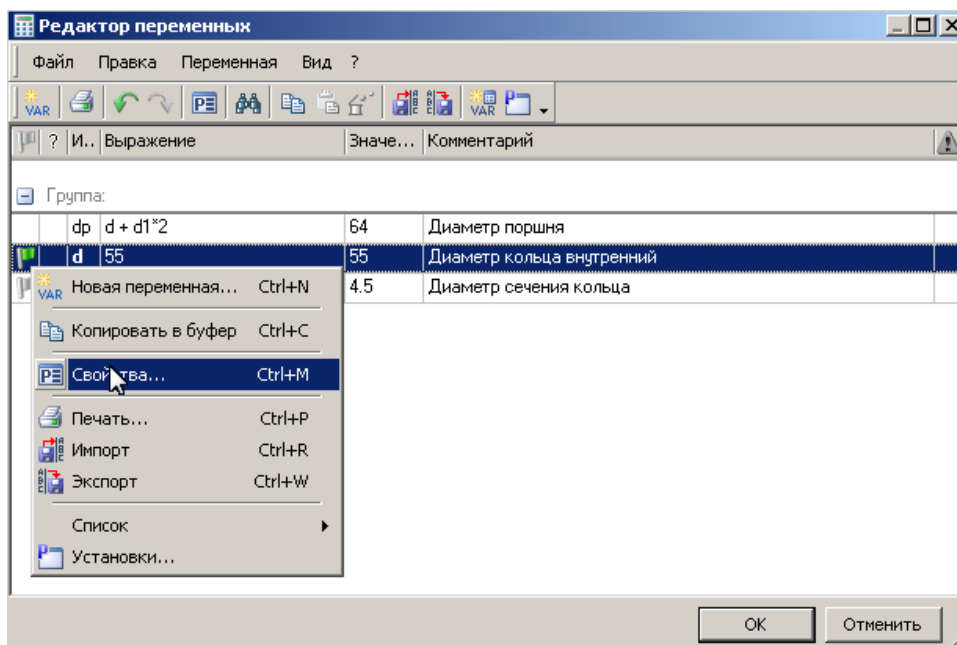 Редактор переменных
Файл Правка Переменная Вид ?
VAR PE VAR
? И.. Выражение Значе... Комментарий
Группа:
dp d + d1*2 64 Диаметр поршня
d 55 55 Диаметр кольца внутренний
4.5 Диаметр сечения кольца
VAR Новая переменная... Ctrl+N
Копировать в буфер Ctrl+C
PE Свойства... Ctrl+M
Печать... Ctrl+P
Импорт Ctrl+R
Экспорт Ctrl+W
Список
Установки...
OK Отменить